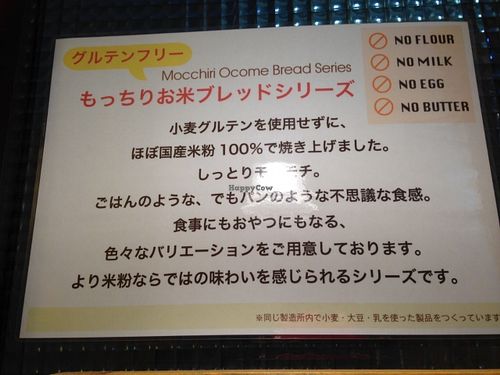 グルテンフリー
Mocchiri Ocome Bread Series
もっちりお米ブレッドシリーズ
NO FLOUR
NO MILK
NO EGG
NO BUTTER
小麦グルテンを使用せずに、
ほぼ国産米粉100%で焼き上げました。
しっとりモ チ。
HappyCow
ごはんのような、でもパンのような不思議な食感。
食事にもおやつにもなる、
色々なバリエーションをご用意しております。
より米粉ならではの味わいを感じられるシリーズです。
※同じ製造所内で小麦・大豆・乳を使った製品をつくっています